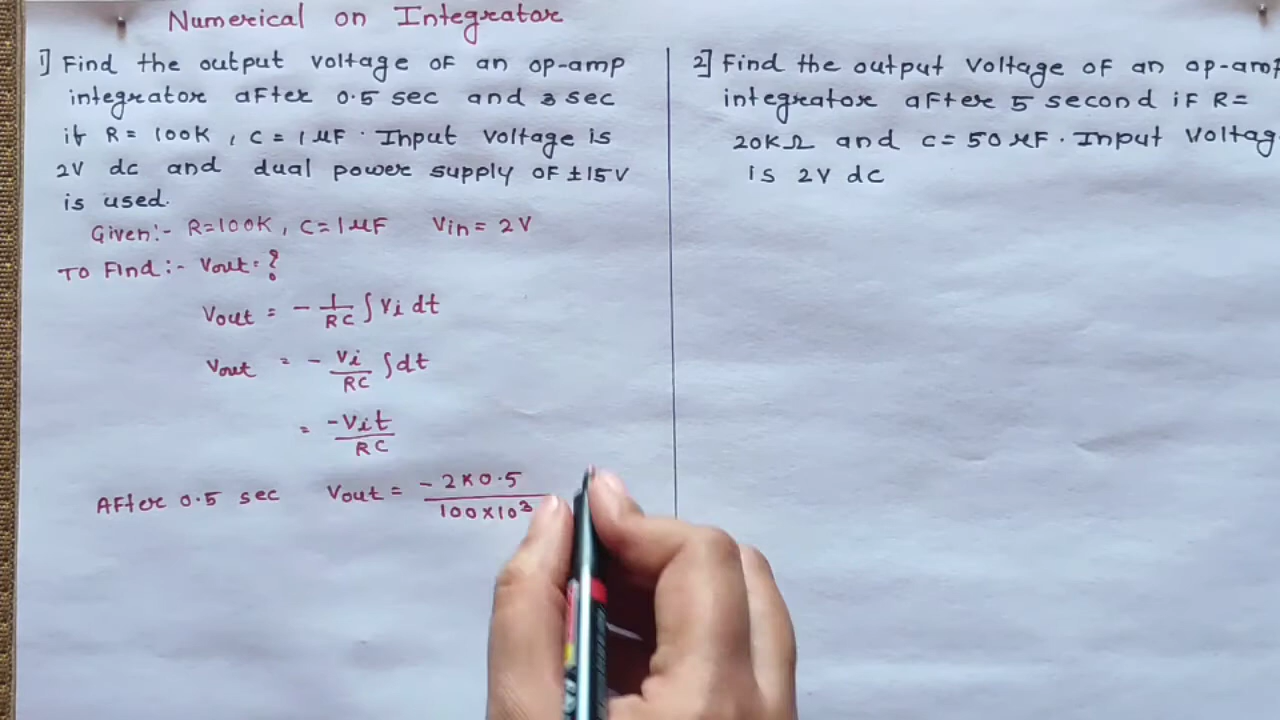 Numerical on Integrator
1] Find the output voltage of an op-amp
integrator after 0.5 sec and 3 sec
if R = 100K , C = 1 μF . Input voltage is
2V dc and dual power supply of ±15V
is used.
Given:- R=100K , C=1μF Vin = 2V
To Find:- Vout=?
Vout = - 1/RC ∫ Vi dt
Vout = - Vi/RC ∫dt
= -Vit/RC
After 0.5 sec Vout = - 2×0.5/100×10³
2] Find the output voltage of an op-amp
integrator after 5 second if R=
20KΩ and C=50μF . Input Voltag
is 2V dc